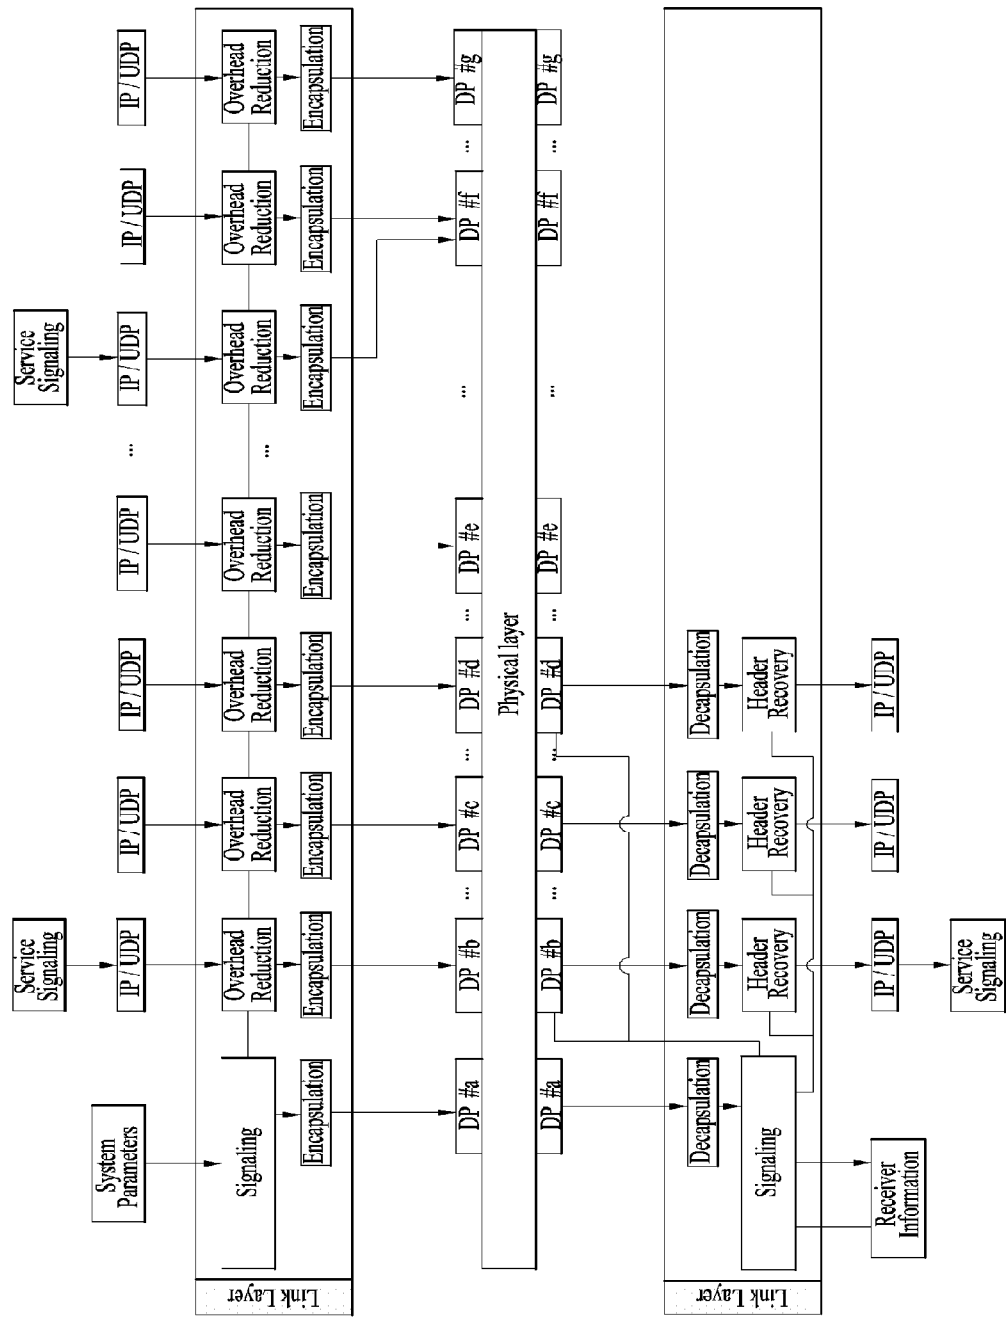 Service
Signaling
Service
Signaling
System
Parameters
IP / UDP
IP / UDP
IP / UDP
IP / UDP
...
IP / UDP
IP / UDP
IP / UDP
Link Layer
Signaling
Overhead
Reduction
Overhead
Reduction
Overhead
Reduction
Overhead
Reduction
...
Overhead
Reduction
Overhead
Reduction
Overhead
Reduction
Encapsulation
Encapsulation
Encapsulation
Encapsulation
Encapsulation
Encapsulation
Encapsulation
Encapsulation
DP #a
DP #b
...
DP #c
...
DP #d
...
DP #e
...
DP #f
...
DP #g
Physical layer
DP #a
DP #b
...
DP #c
...
DP #d
...
DP #e
...
DP #f
...
DP #g
Link Layer
Decapsulation
Decapsulation
Decapsulation
Decapsulation
Signaling
Header
Recovery
Header
Recovery
Header
Recovery
Receiver
Information
IP / UDP
IP / UDP
IP / UDP
Service
Signaling